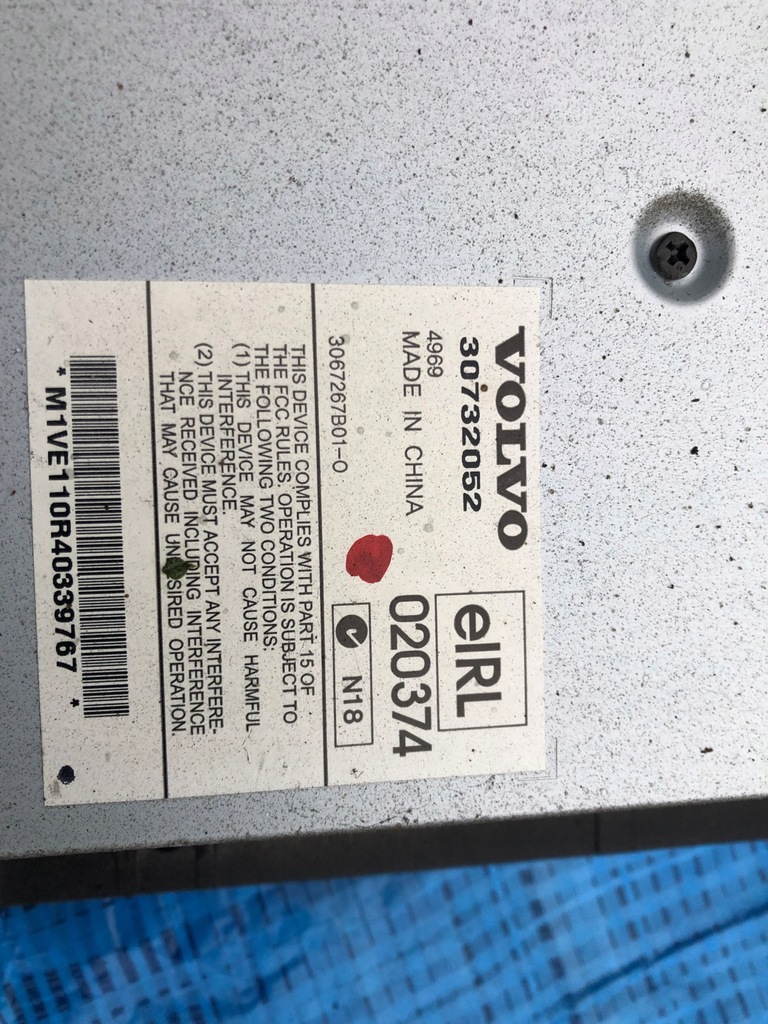 VOLVO
30732052
4969
MADE IN CHINA
eIRL
020374
N18
3067267B01-O
THIS DEVICE COMPLIES WITH PART 15 OF
THE FCC RULES. OPERATION IS SUBJECT TO
THE FOLLOWING TWO CONDITIONS:
(1) THIS DEVICE MAY NOT CAUSE HARMFUL
INTERFERENCE.
(2) THIS DEVICE MUST ACCEPT ANY INTERFERE-
NCE RECEIVED INCLUDING INTERFERENCE
THAT MAY CAUSE UNDESIRED OPERATION
* M1VE110R40339767 *